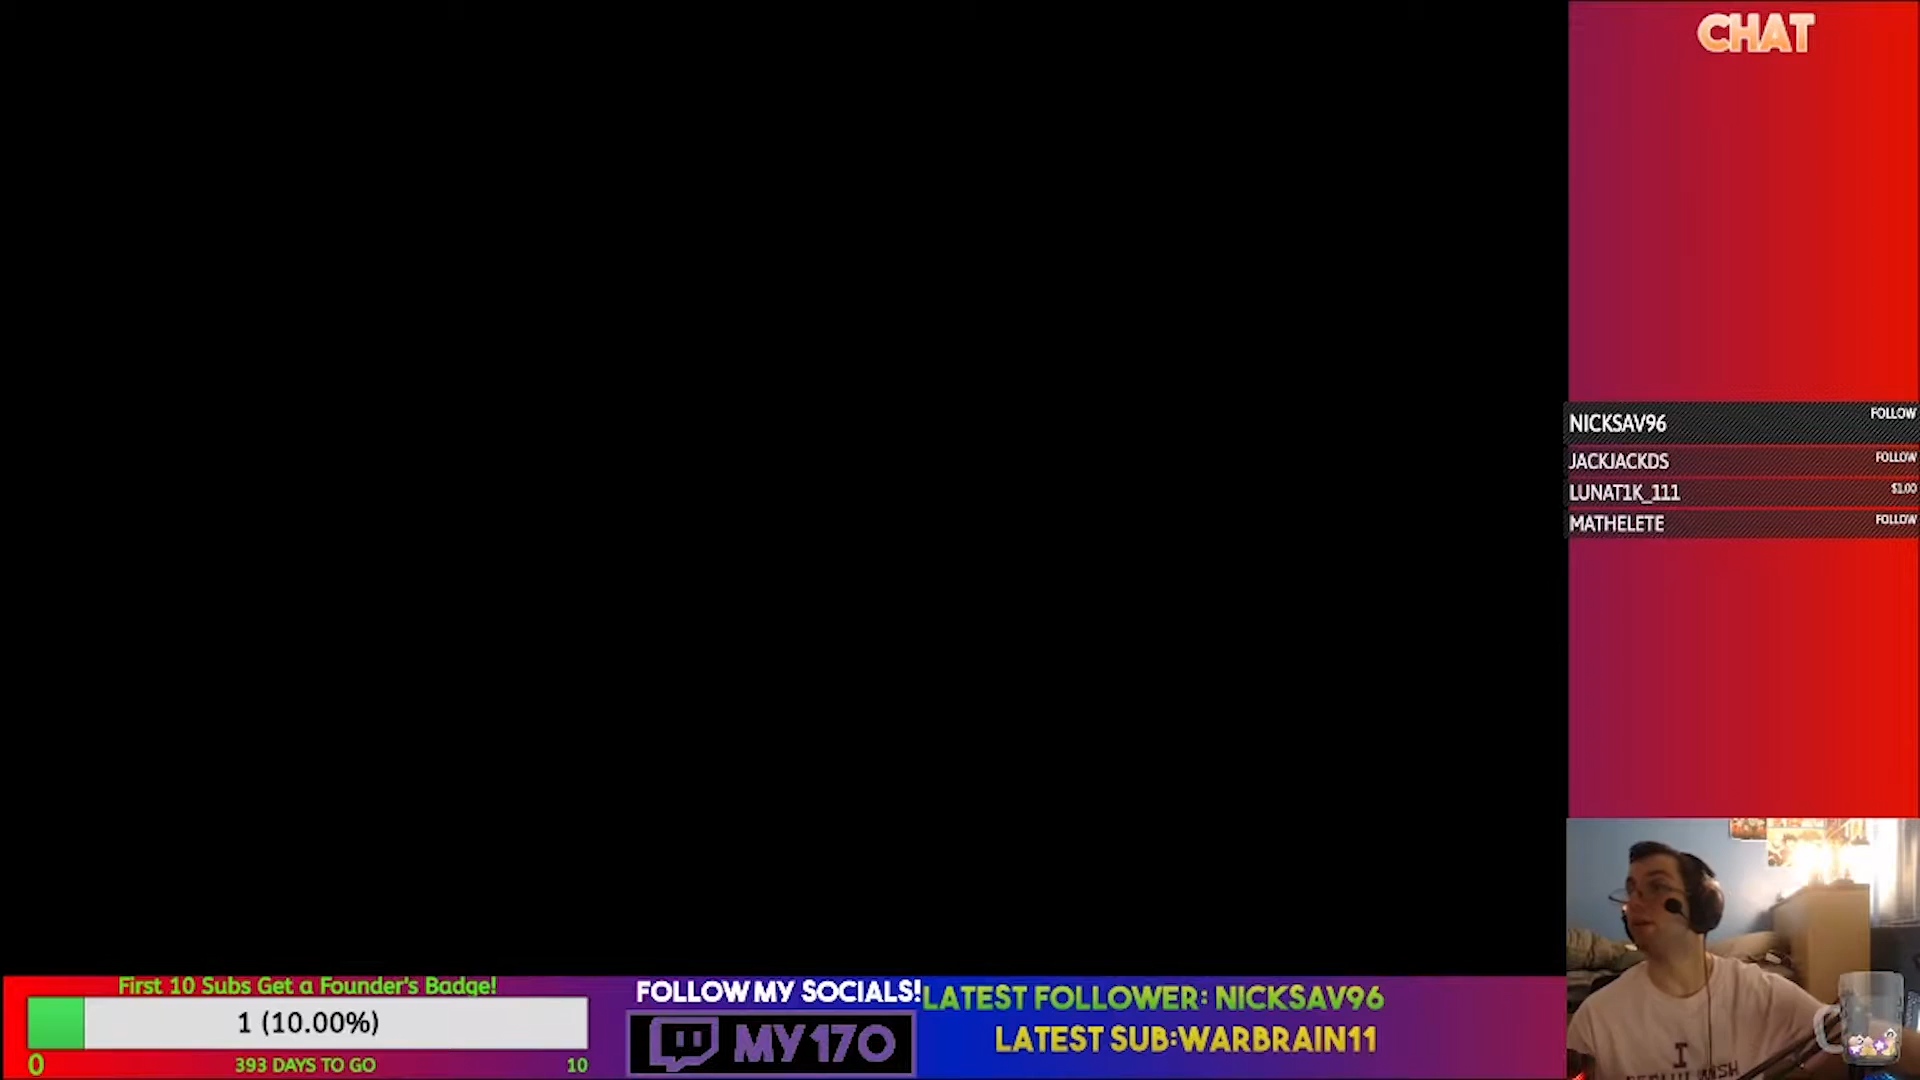 CHAT
NICKSAV96 FOLLOW
JACKJACKDS FOLLOW
LUNAT1K_111 $1.00
MATHELETE FOLLOW
First 10 Subs Get a Founder's Badge!
1 (10.00%)
0 393 DAYS TO GO 10
FOLLOW MY SOCIALS!
MY170
LATEST FOLLOWER: NICKSAV96
LATEST SUB:WARBRAIN11
I
WISH